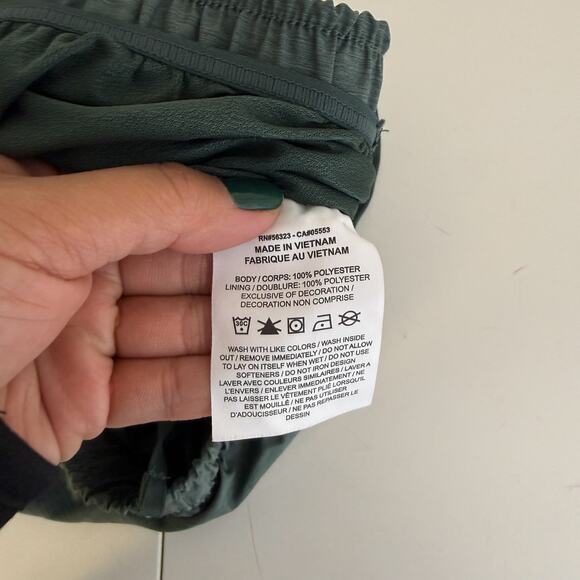 RN#56323 - CA#05553
MADE IN VIETNAM
FABRIQUE AU VIETNAM
BODY / CORPS: 100% POLYESTER
LINING / DOUBLURE: 100% POLYESTER
EXCLUSIVE OF DECORATION /
DECORATION NON COMPRISE
30C
WASH WITH LIKE COLORS / WASH INSIDE
OUT / REMOVE IMMEDIATELY / DO NOT ALLOW
TO LAY ON ITSELF WHEN WET / DO NOT USE
SOFTENERS / DO NOT IRON DESIGN
LAVER AVEC COULEURS SIMILAIRES / LAVER A
L'ENVERS / ENLEVER IMMEDIATEMENT / NE
PAS LAISSER LE VÊTEMENT PLIÉ LORSQU'IL
EST MOUILLÉ / NE PAS UTILISER
D'ADOUCISSEUR / NE PAS REPASSER LE
DESSIN